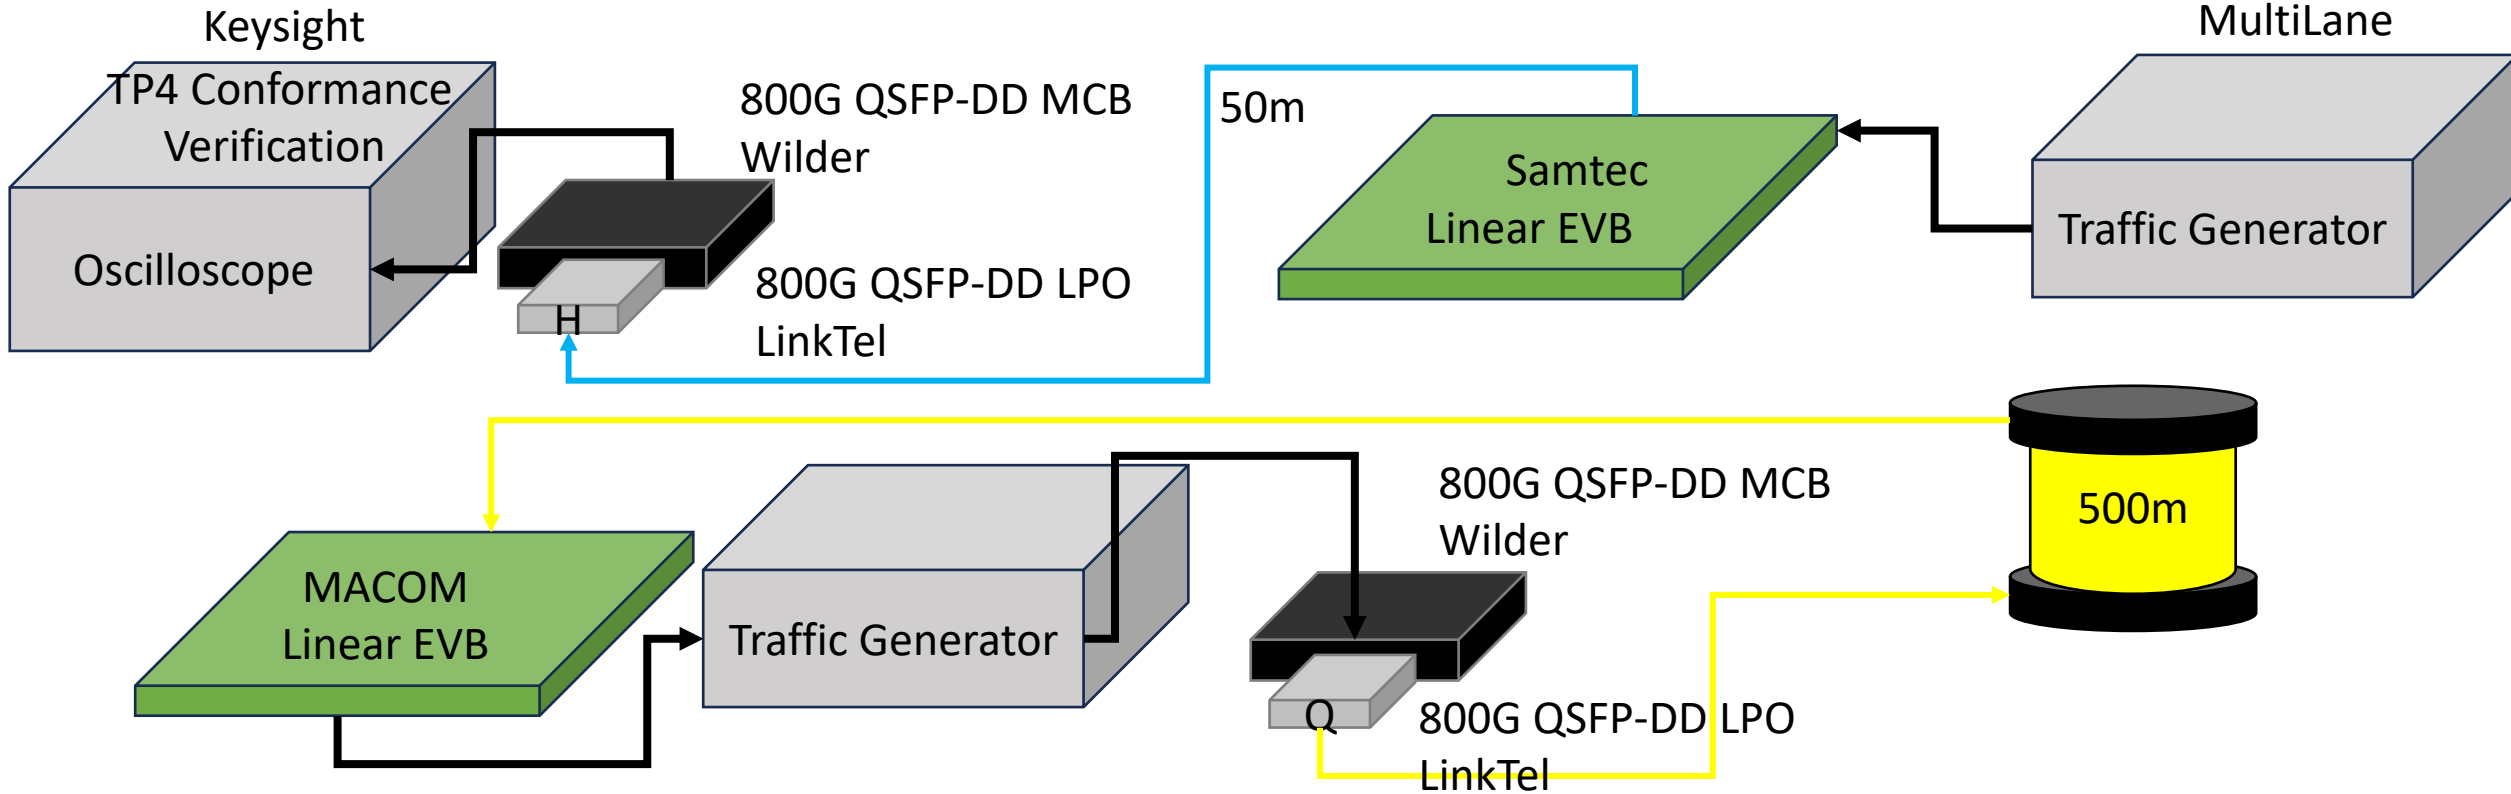 Keysight
TP4 Conformance
Verification
Oscilloscope
800G QSFP-DD MCB
Wilder
800G QSFP-DD LPO
LinkTel
H
50m
Samtec
Linear EVB
MultiLane
Traffic Generator
MACOM
Linear EVB
Traffic Generator
800G QSFP-DD MCB
Wilder
Q
800G QSFP-DD LPO
LinkTel
500m